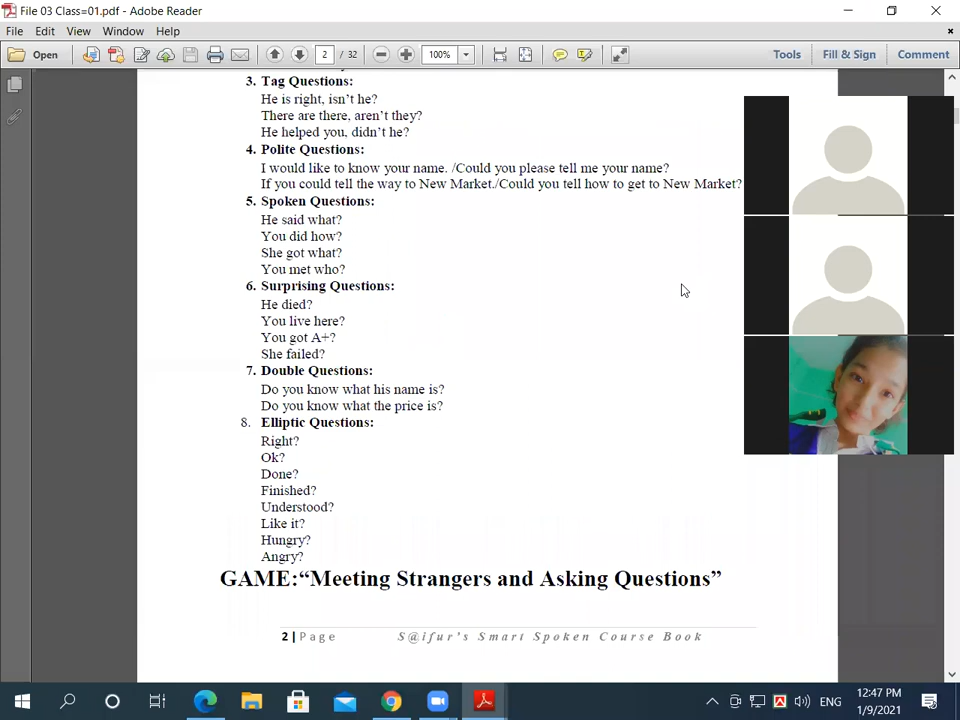 File 03 Class=01.pdf - Adobe Reader
File Edit View Window Help
Open 2 / 32 100% Tools Fill & Sign Comment
3. Tag Questions:
He is right, isn't he?
There are there, aren't they?
He helped you, didn't he?
4. Polite Questions:
I would like to know your name. /Could you please tell me your name?
If you could tell the way to New Market./Could you tell how to get to New Market?
5. Spoken Questions:
He said what?
You did how?
She got what?
You met who?
6. Surprising Questions:
He died?
You live here?
You got A+?
She failed?
7. Double Questions:
Do you know what his name is?
Do you know what the price is?
8. Elliptic Questions:
Right?
Ok?
Done?
Finished?
Understood?
Like it?
Hungry?
Angry?
GAME:“Meeting Strangers and Asking Questions”
2 | Page S@ifur's Smart Spoken Course Book
ENG
12:47 PM
1/9/2021